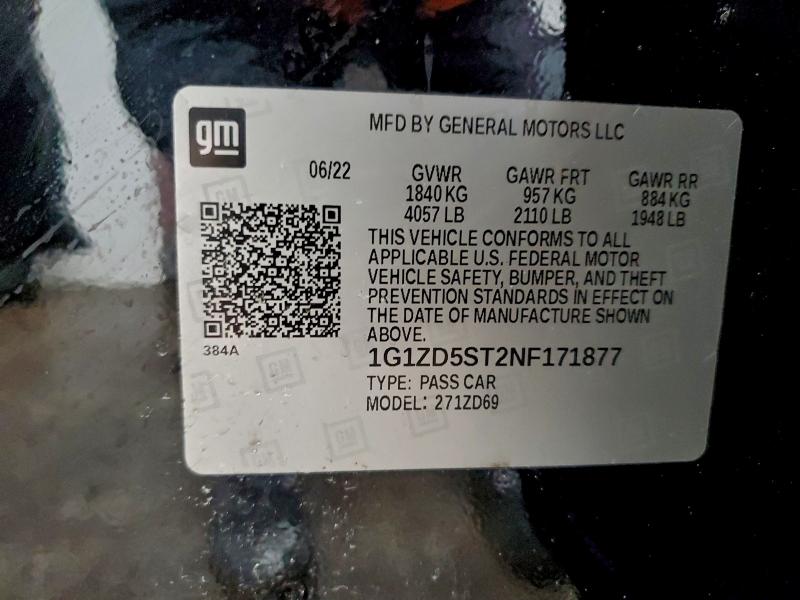 gm
MFD BY GENERAL MOTORS LLC
06/22
GVWR GAWR FRT GAWR RR
1840 KG 957 KG 884 KG
4057 LB 2110 LB 1948 LB
THIS VEHICLE CONFORMS TO ALL
APPLICABLE U.S. FEDERAL MOTOR
VEHICLE SAFETY, BUMPER, AND THEFT
PREVENTION STANDARDS IN EFFECT ON
THE DATE OF MANUFACTURE SHOWN
ABOVE.
384A
1G1ZD5ST2NF171877
TYPE: PASS CAR
MODEL: 271ZD69